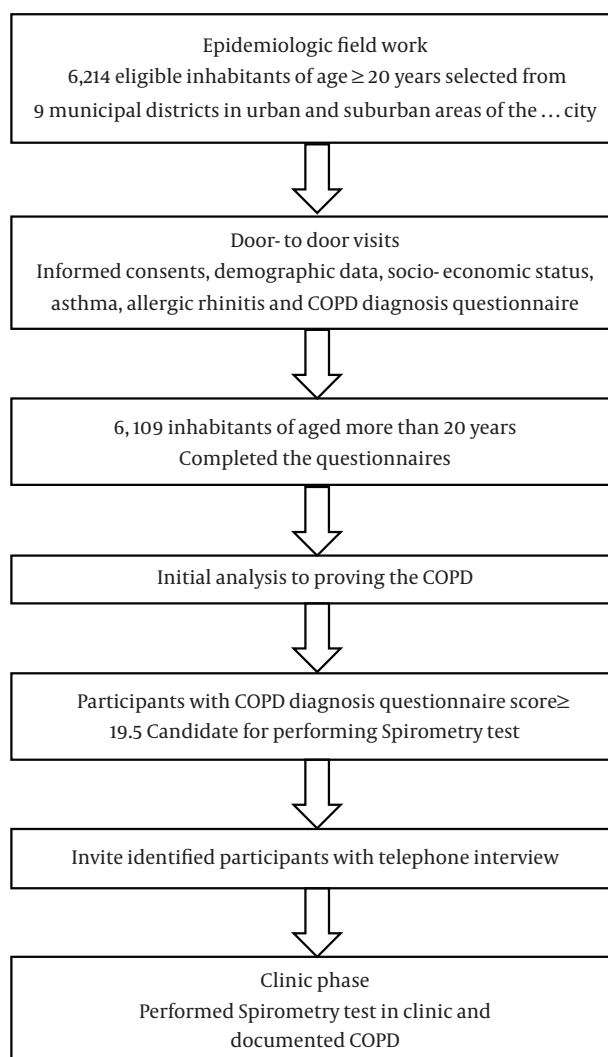 Epidemiologic field work
6,214 eligible inhabitants of age ≥ 20 years selected from
9 municipal districts in urban and suburban areas of the ... city
Door- to door visits
Informed consents, demographic data, socio- economic status,
asthma, allergic rhinitis and COPD diagnosis questionnaire
6, 109 inhabitants of aged more than 20 years
Completed the questionnaires
Initial analysis to proving the COPD
Participants with COPD diagnosis questionnaire score≥
19.5 Candidate for performing Spirometry test
Invite identified participants with telephone interview
Clinic phase
Performed Spirometry test in clinic and
documented COPD